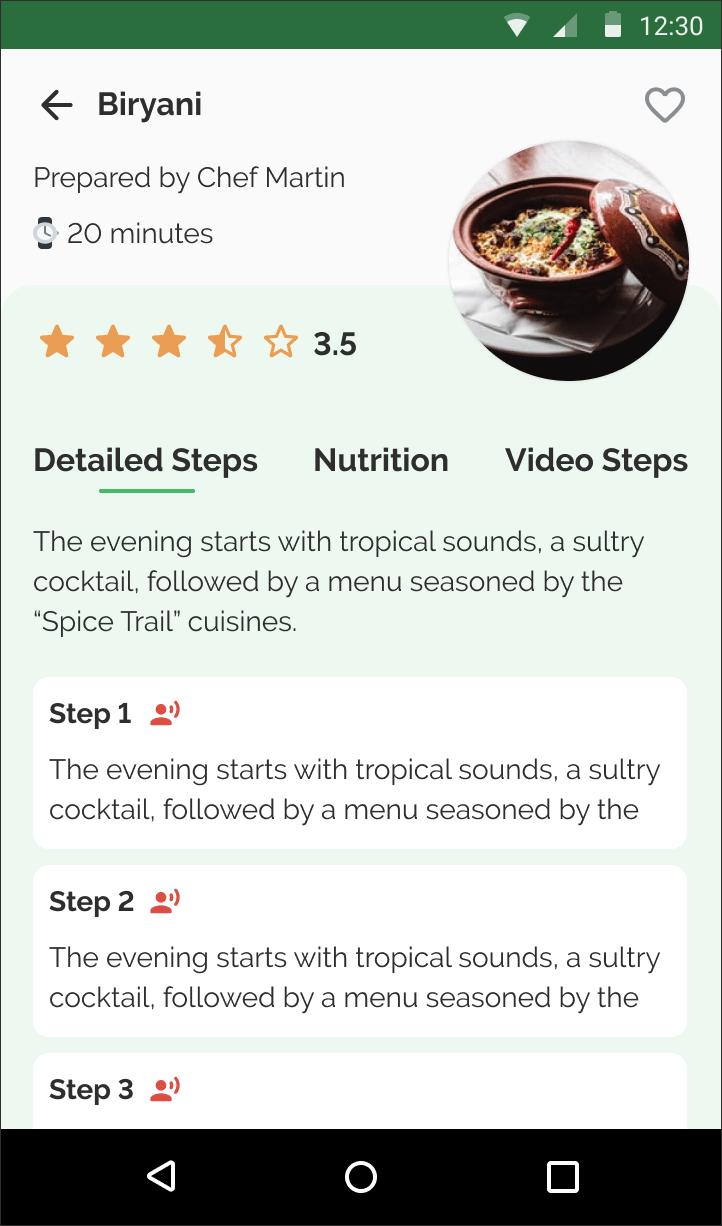 12:30
Biryani
Prepared by Chef Martin
20 minutes
3.5
Detailed Steps Nutrition Video Steps
The evening starts with tropical sounds, a sultry
cocktail, followed by a menu seasoned by the
“Spice Trail” cuisines.
Step 1
The evening starts with tropical sounds, a sultry
cocktail, followed by a menu seasoned by the
Step 2
The evening starts with tropical sounds, a sultry
cocktail, followed by a menu seasoned by the
Step 3